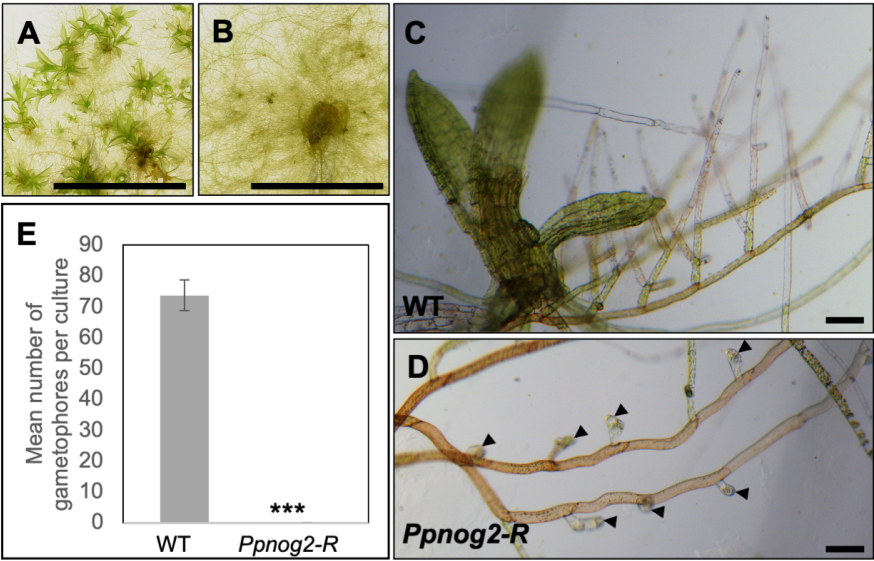 A
B
C
WT
D
Ppnog2-R
E
Mean number of
gametophores per culture
90
80
70
60
50
40
30
20
10
0
***
WT
Ppnog2-R